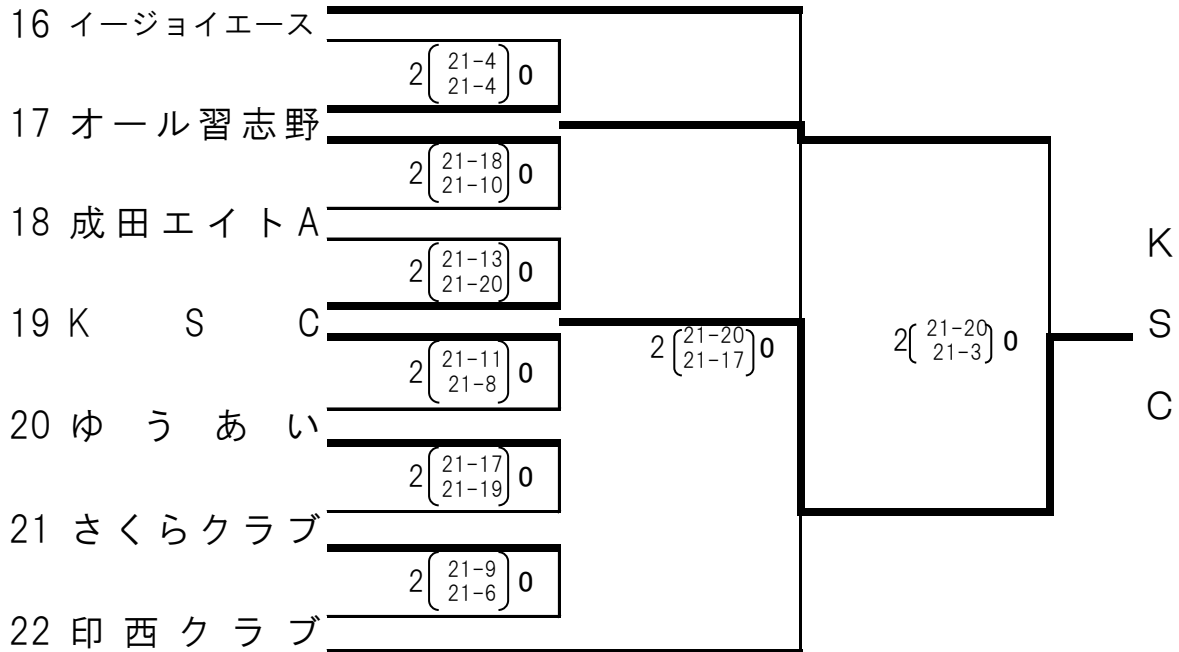 16 イージョイエース
2 21-4 0
21-4
17 オール習志野
2 21-18 0
21-10
18 成田エイトA
2 21-13 0
21-20
19 K S C
2 21-11 0
21-8
20 ゆうあい
2 21-17 0
21-19
21 さくらクラブ
2 21-9 0
21-6
22 印西クラブ
2 21-20 0
21-17
2 21-20 0
21-3
K
S
C